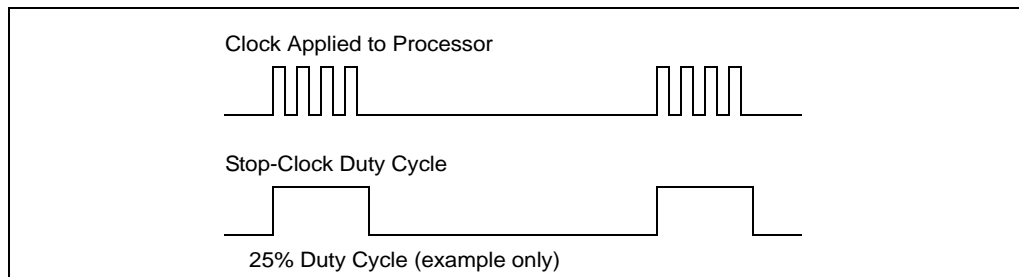 Clock Applied to Processor
Stop-Clock Duty Cycle
25% Duty Cycle (example only)